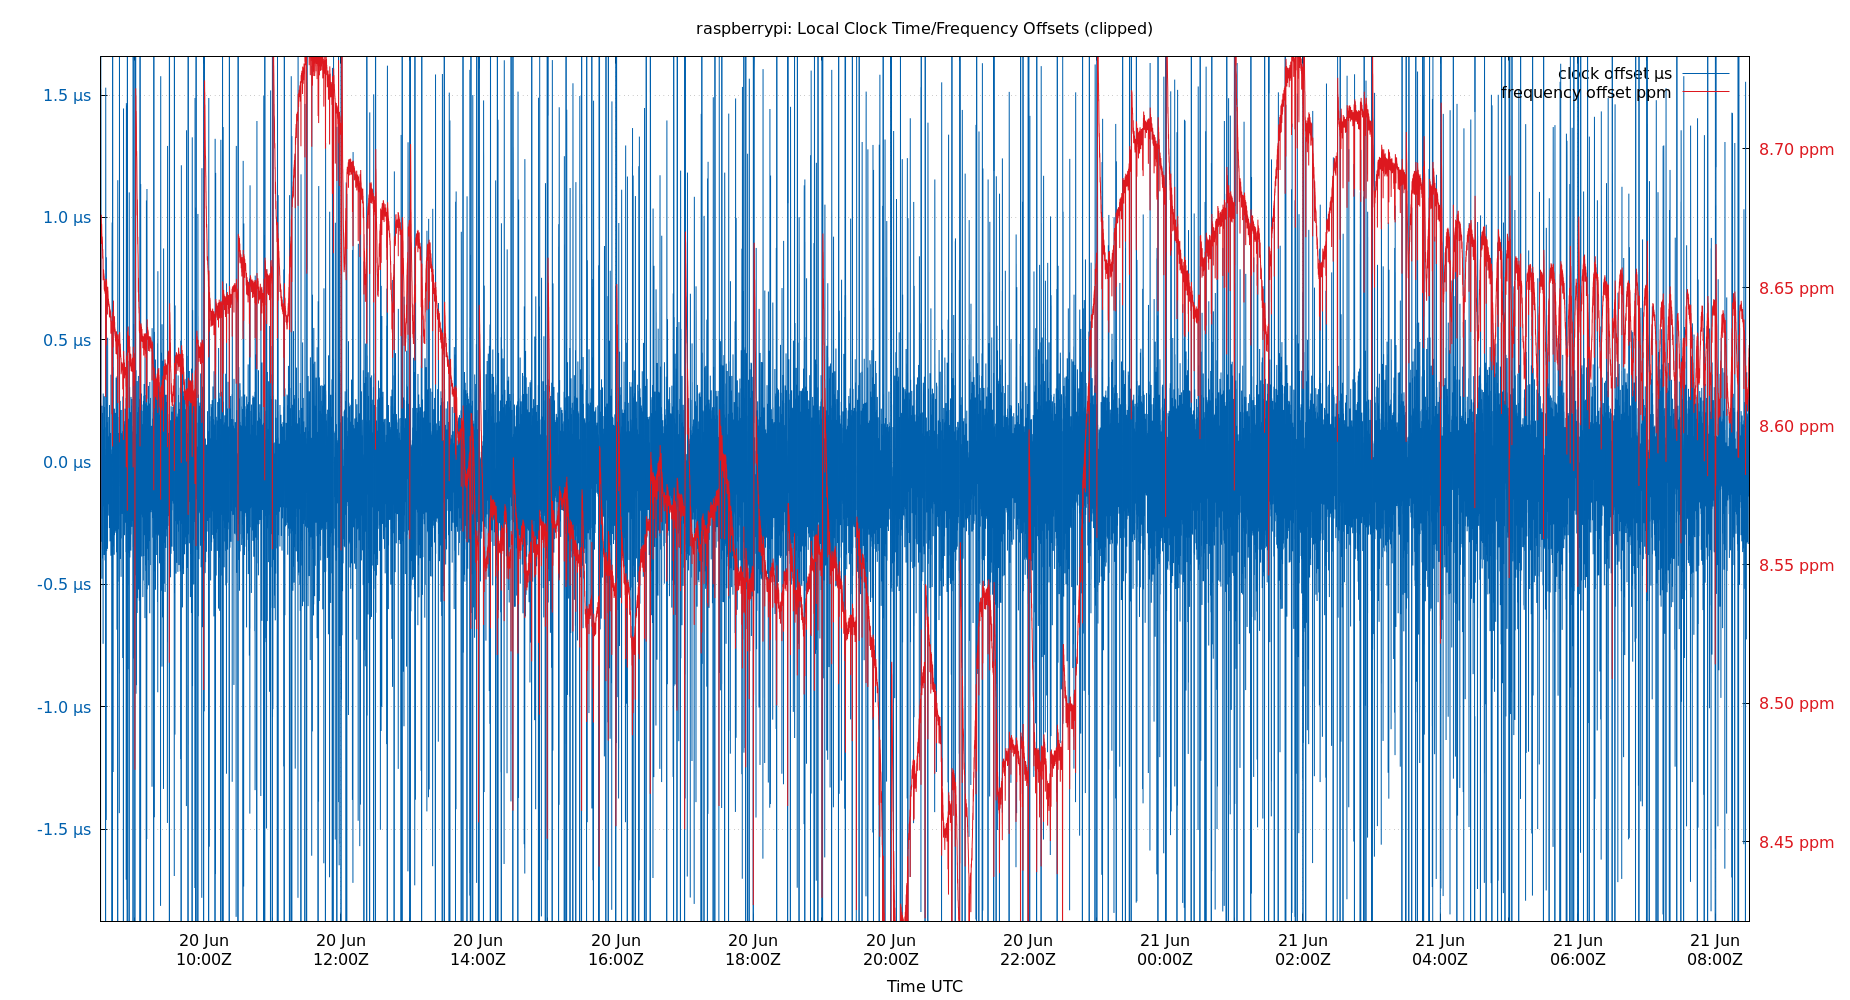 raspberrypi: Local Clock Time/Frequency Offsets (clipped)
clock offset µs
frequency offset ppm
1.5 µs
1.0 µs
0.5 µs
0.0 µs
-0.5 µs
-1.0 µs
-1.5 µs
8.70 ppm
8.65 ppm
8.60 ppm
8.55 ppm
8.50 ppm
8.45 ppm
20 Jun 20 Jun 20 Jun 20 Jun 20 Jun 20 Jun 20 Jun 21 Jun 21 Jun 21 Jun 21 Jun 21 Jun
10:00Z 12:00Z 14:00Z 16:00Z 18:00Z 20:00Z 22:00Z 00:00Z 02:00Z 04:00Z 06:00Z 08:00Z
Time UTC